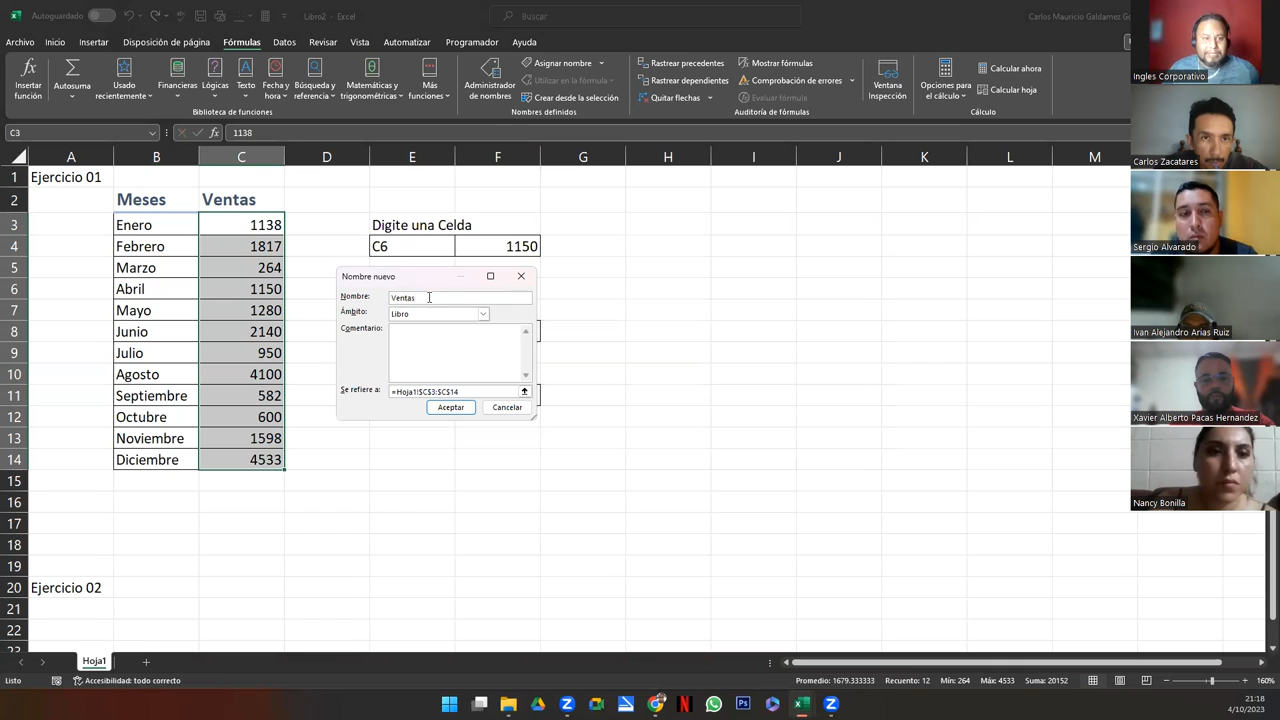 Autoguardado
Libro2 - Excel
Buscar
Carlos Mauricio Galdamez Go
Archivo Inicio Insertar Disposición de página Fórmulas Datos Revisar Vista Automatizar Programador Ayuda
Insertar función
Autosuma
Usado recientemente
Financieras
Lógicas
Texto
Fecha y hora
Búsqueda y referencia
Matemáticas y trigonométricas
Más funciones
Biblioteca de funciones
Administrador de nombres
Asignar nombre
Utilizar en la fórmula
Crear desde la selección
Nombres definidos
Rastrear precedentes
Rastrear dependientes
Quitar flechas
Mostrar fórmulas
Comprobación de errores
Evaluar fórmula
Auditoría de fórmulas
Ventana Inspección
Opciones para el cálculo
Calcular ahora
Calcular hoja
Cálculo
C3
fx
1138
A B C D E F G H I J K L M
1 Ejercicio 01
2 Meses Ventas
3 Enero 1138 Digite una Celda
4 Febrero 1817 C6 1150
5 Marzo 264
6 Abril 1150
7 Mayo 1280
8 Junio 2140
9 Julio 950
10 Agosto 4100
11 Septiembre 582
12 Octubre 600
13 Noviembre 1598
14 Diciembre 4533
15
16
17
18
19
20 Ejercicio 02
21
22
23
Nombre nuevo
Nombre: Ventas
Ámbito: Libro
Comentario:
Se refiere a: =Hoja1!$C$3:$C$14
Aceptar Cancelar
Ingles Corporativo
Carlos Zacatares
Sergio Alvarado
Ivan Alejandro Arias Ruiz
Xavier Alberto Pacas Hernandez
Nancy Bonilla
Hoja1
Listo
Accesibilidad: todo correcto
Promedio: 1679.333333 Recuento: 12 Mín: 264 Máx: 4533 Suma: 20152
160%
21:18
4/10/2023